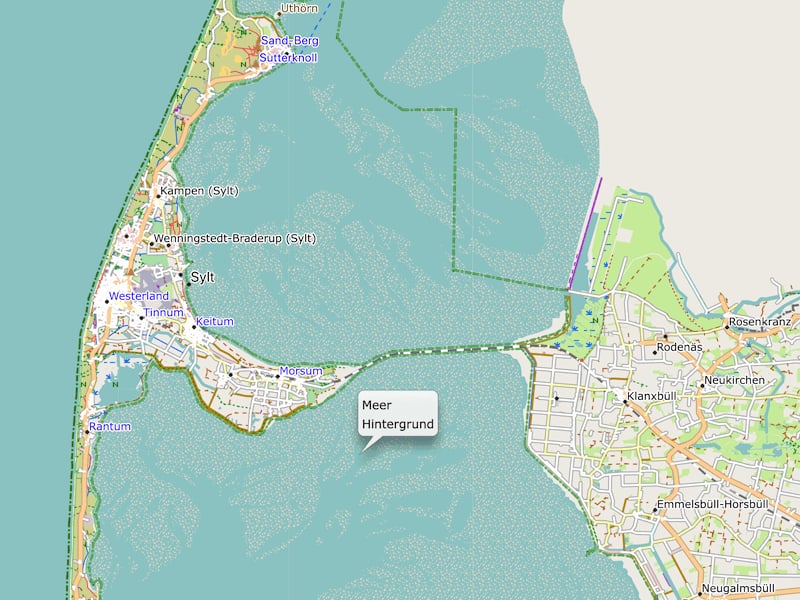 Uthörn
Sand-Berg
Sutterknoll
Kampen (Sylt)
Wenningstedt-Braderup (Sylt)
Sylt
Westerland
Tinnum
Keitum
Morsum
Rantum
Meer
Hintergrund
Rosenkranz
Rodenäs
Neukirchen
Klanxbüll
Emmelsbüll-Horsbüll
Neugalmsbüll